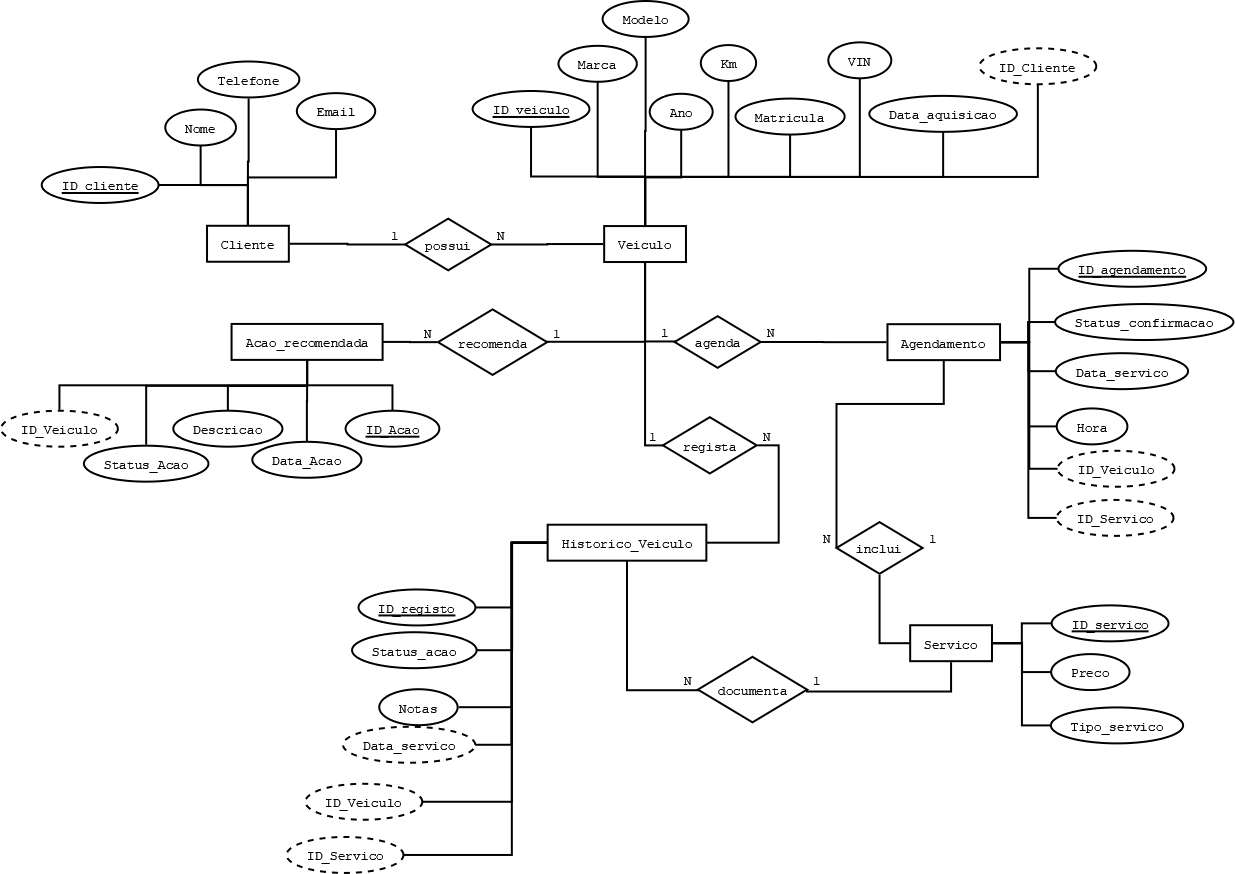 Modelo
Marca
Km
VIN
ID_Cliente
Telefone
Email
Nome
ID_veiculo
Ano
Matricula
Data_aquisicao
ID_cliente
Cliente
1
possui
N
Veiculo
ID_agendamento
Status_confirmacao
Acao_recomendada
N
recomenda
1
1
agenda
N
Agendamento
Data_servico
ID_Veiculo
Descricao
ID_Acao
Status_Acao
Data_Acao
1
regista
N
Hora
ID_Veiculo
ID_Servico
Historico_Veiculo
N
inclui
1
ID_registo
Status_acao
Notas
Data_servico
ID_Veiculo
ID_Servico
N
documenta
1
Servico
ID_servico
Preco
Tipo_servico